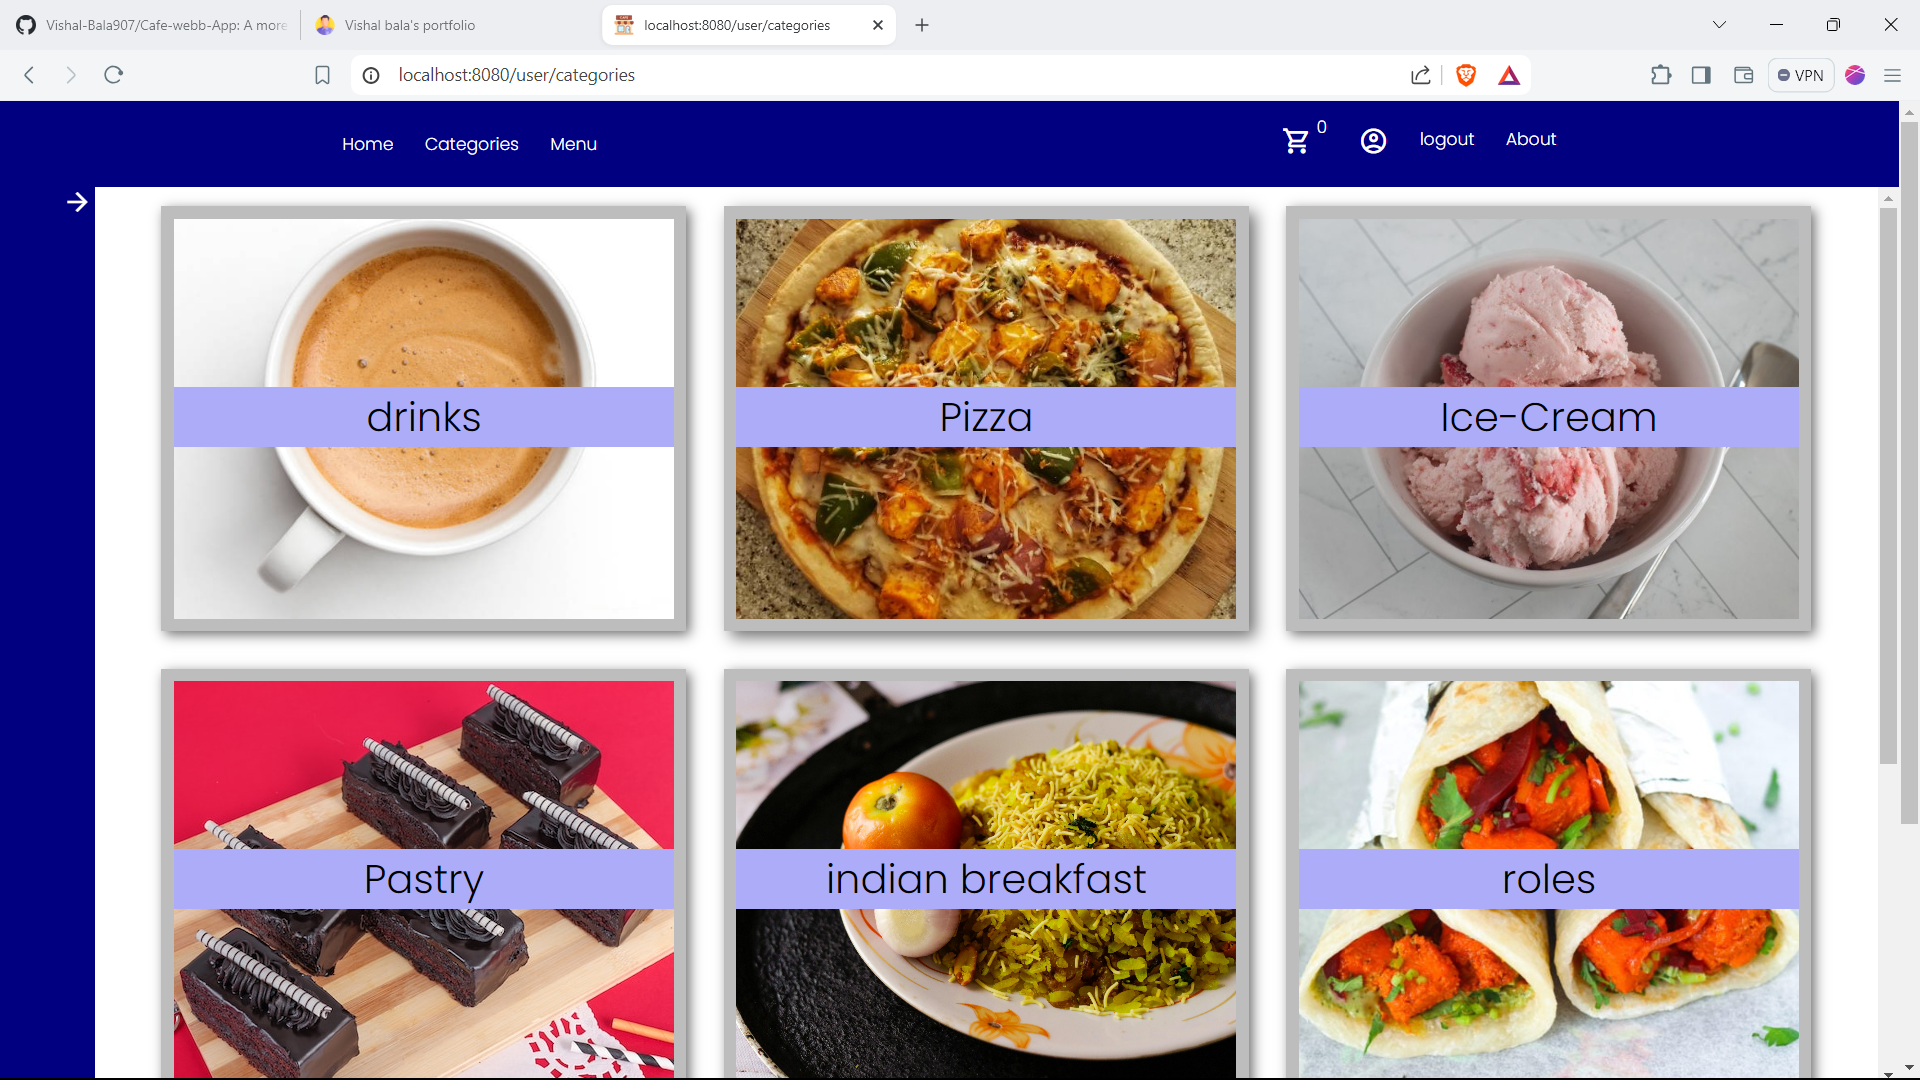 Vishal-Bala907/Cafe-webb-App: A more
Vishal bala's portfolio
localhost:8080/user/categories
localhost:8080/user/categories
VPN
Home Categories Menu
0
logout About
drinks
Pizza
Ice-Cream
Pastry
indian breakfast
roles